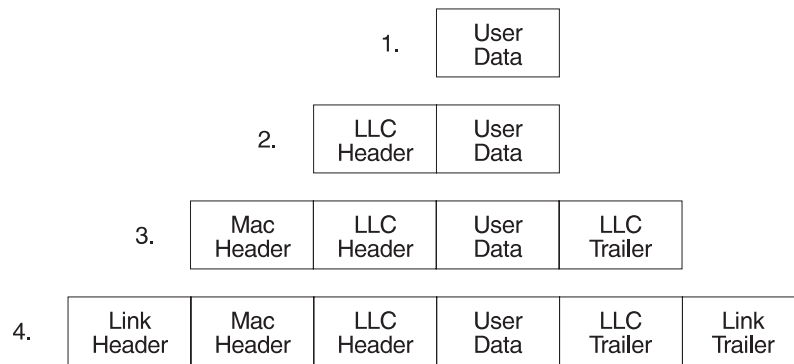 1.
User
Data
2.
LLC
Header
User
Data
3.
Mac
Header
LLC
Header
User
Data
LLC
Trailer
4.
Link
Header
Mac
Header
LLC
Header
User
Data
LLC
Trailer
Link
Trailer